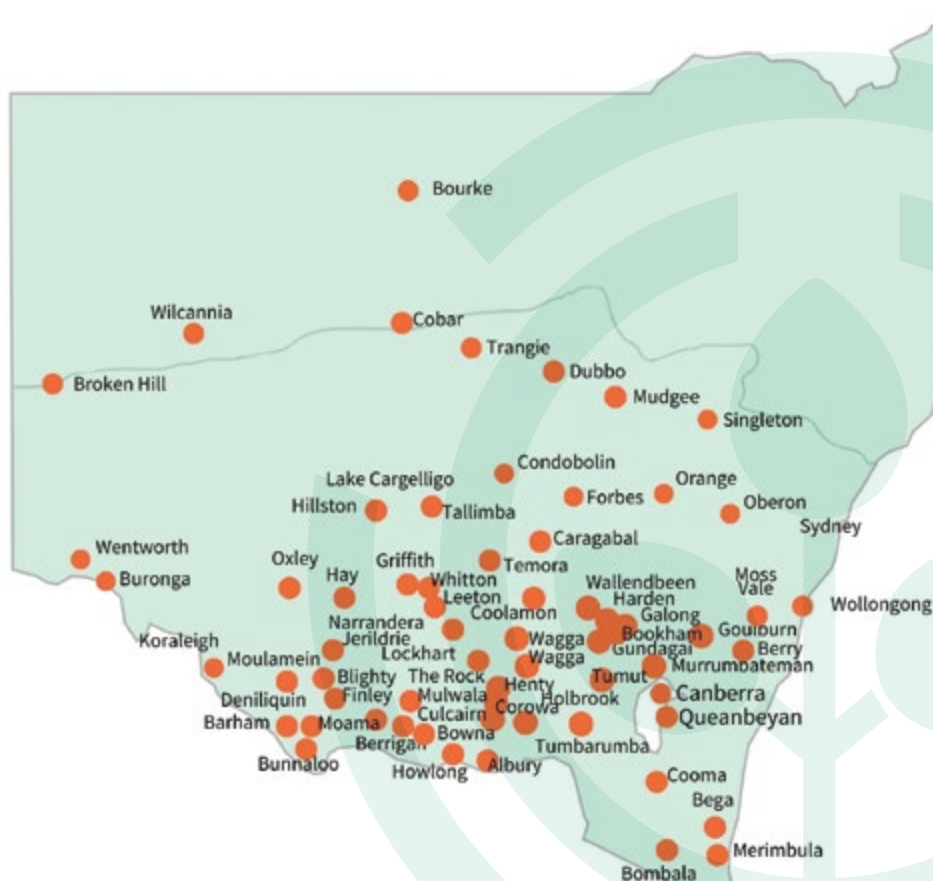 Bourke
Wilcannia
Cobar
Trangie
Broken Hill
Dubbo
Mudgee
Singleton
Condobolin
Lake Cargelligo
Orange
Hillston
Forbes
Oberon
Tallimba
Sydney
Caragabal
Wentworth
Oxley
Griffith
Temora
Buronga
Hay
Whitton
Wallendbeen
Moss
Vale
Leeton
Harden
Wollongong
Coolamon
Galong
Narrandera
Goulburn
Koraleigh
Jerildrie
Wagga
Bookham
Lockhart
Gundagai
Berry
Moulamein
Wagga
Murrumbateman
Blighty
The Rock
Henty
Tumut
Deniliquin
Finley
Mulwala
Holbrook
Canberra
Corowa
Barham
Moama
Culcairn
Queanbeyan
Bowna
Berrigan
Tumbarumba
Bunnaloo
Howlong
Albury
Cooma
Bega
Merimbula
Bombala